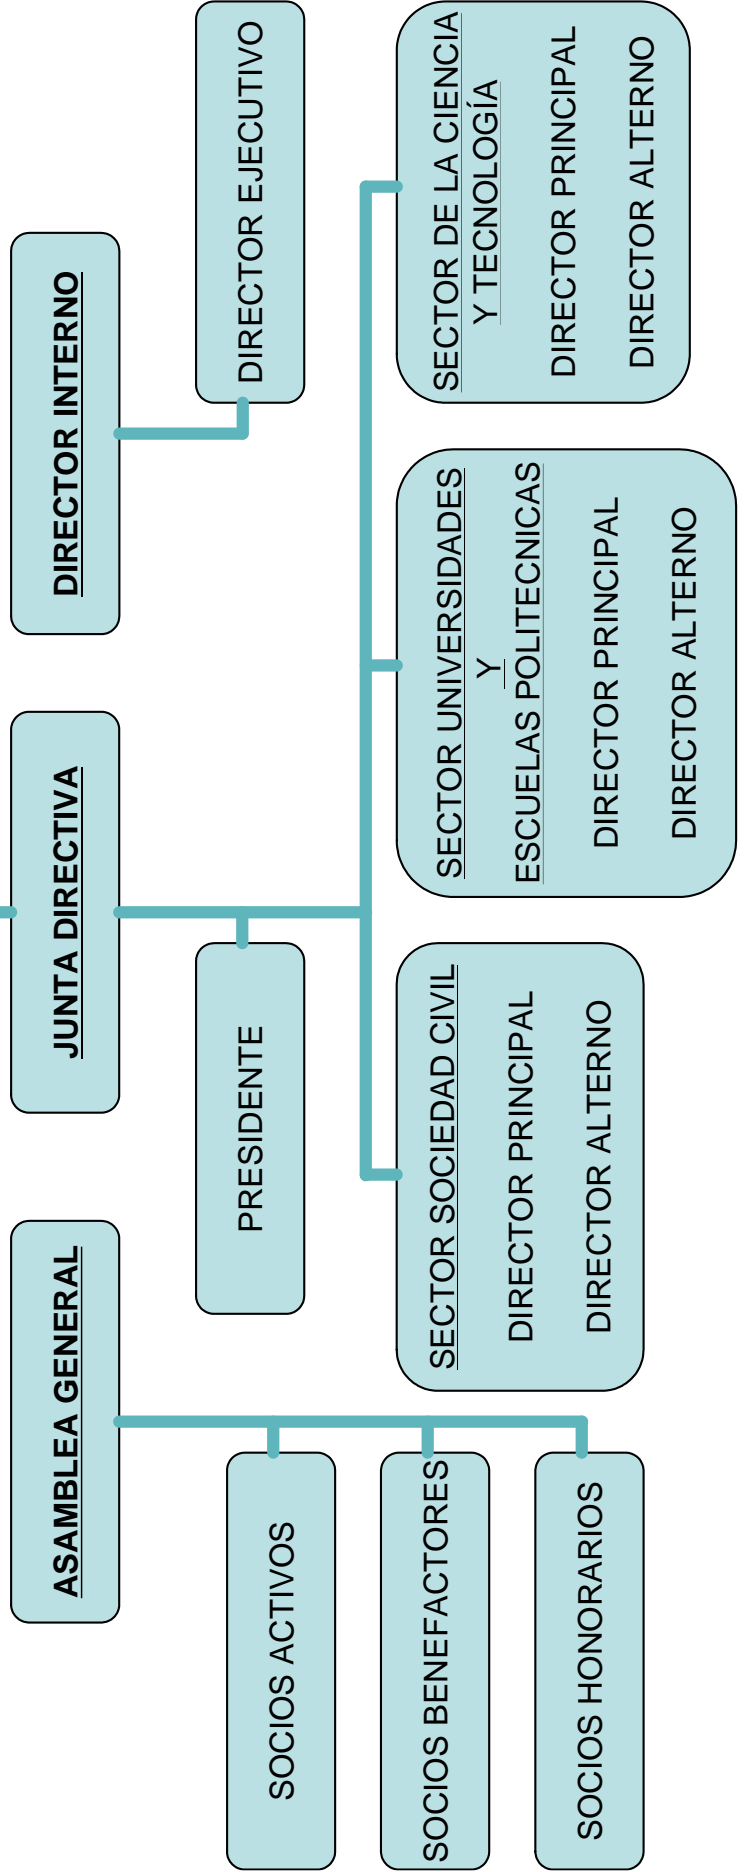 ASAMBLEA GENERAL
SOCIOS ACTIVOS
SOCIOS BENEFACTORES
SOCIOS HONORARIOS
JUNTA DIRECTIVA
PRESIDENTE
SECTOR SOCIEDAD CIVIL
DIRECTOR PRINCIPAL
DIRECTOR ALTERNO
SECTOR UNIVERSIDADES
Y
ESCUELAS POLITECNICAS
DIRECTOR PRINCIPAL
DIRECTOR ALTERNO
SECTOR DE LA CIENCIA
Y TECNOLOGÍA
DIRECTOR PRINCIPAL
DIRECTOR ALTERNO
DIRECTOR INTERNO
DIRECTOR EJECUTIVO